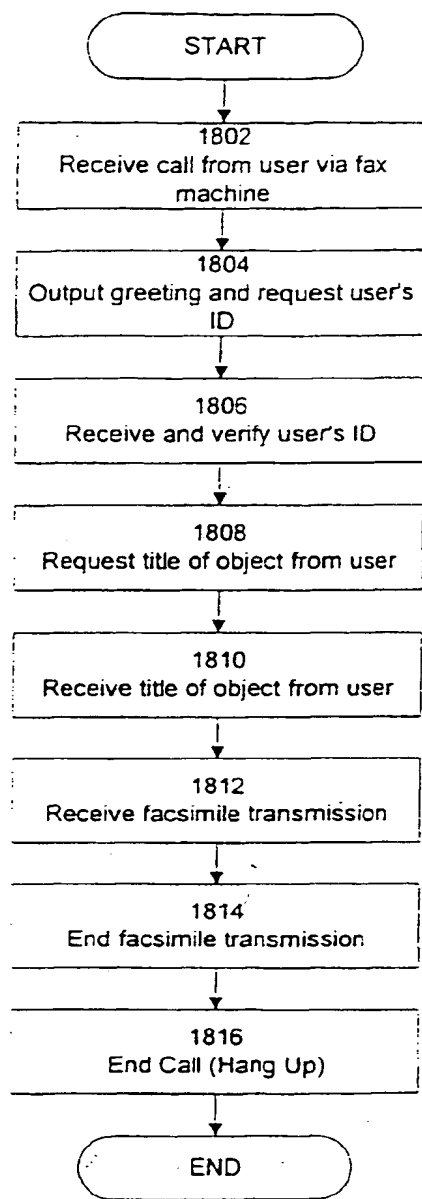 START
1802
Receive call from user via fax
machine
1804
Output greeting and request user's
ID
1806
Receive and verify user's ID
1808
Request title of object from user
1810
Receive title of object from user
1812
Receive facsimile transmission
1814
End facsimile transmission
1816
End Call (Hang Up)
END